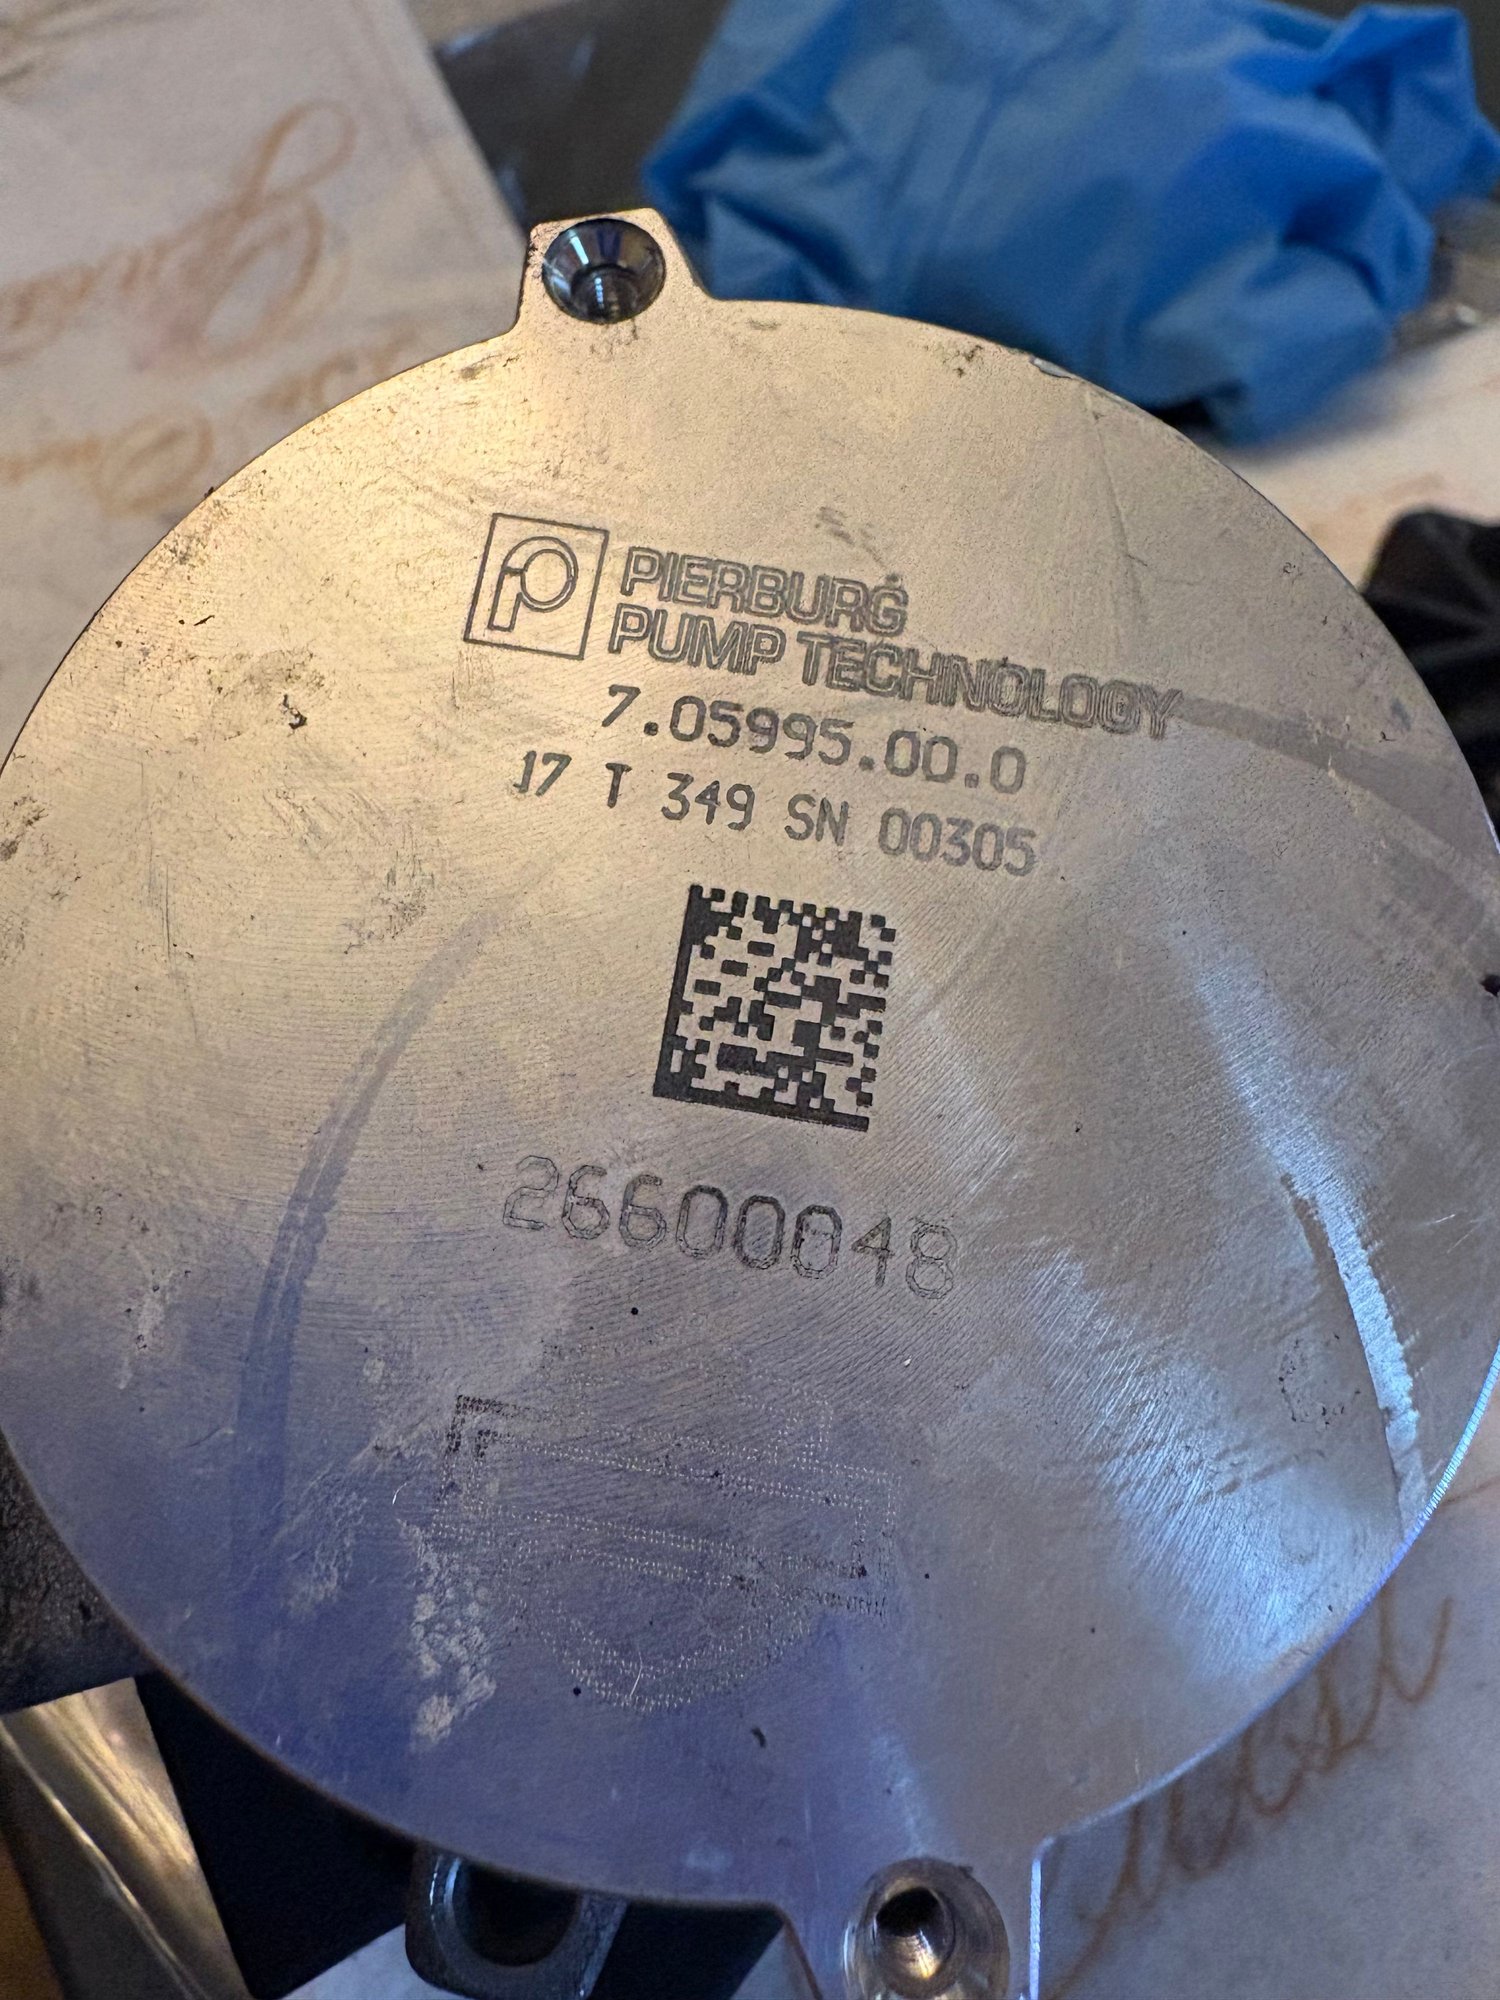 PIERBURG
PUMP TECHNOLOGY
7.05995.00.0
17 T 349 SN 00305
26600048